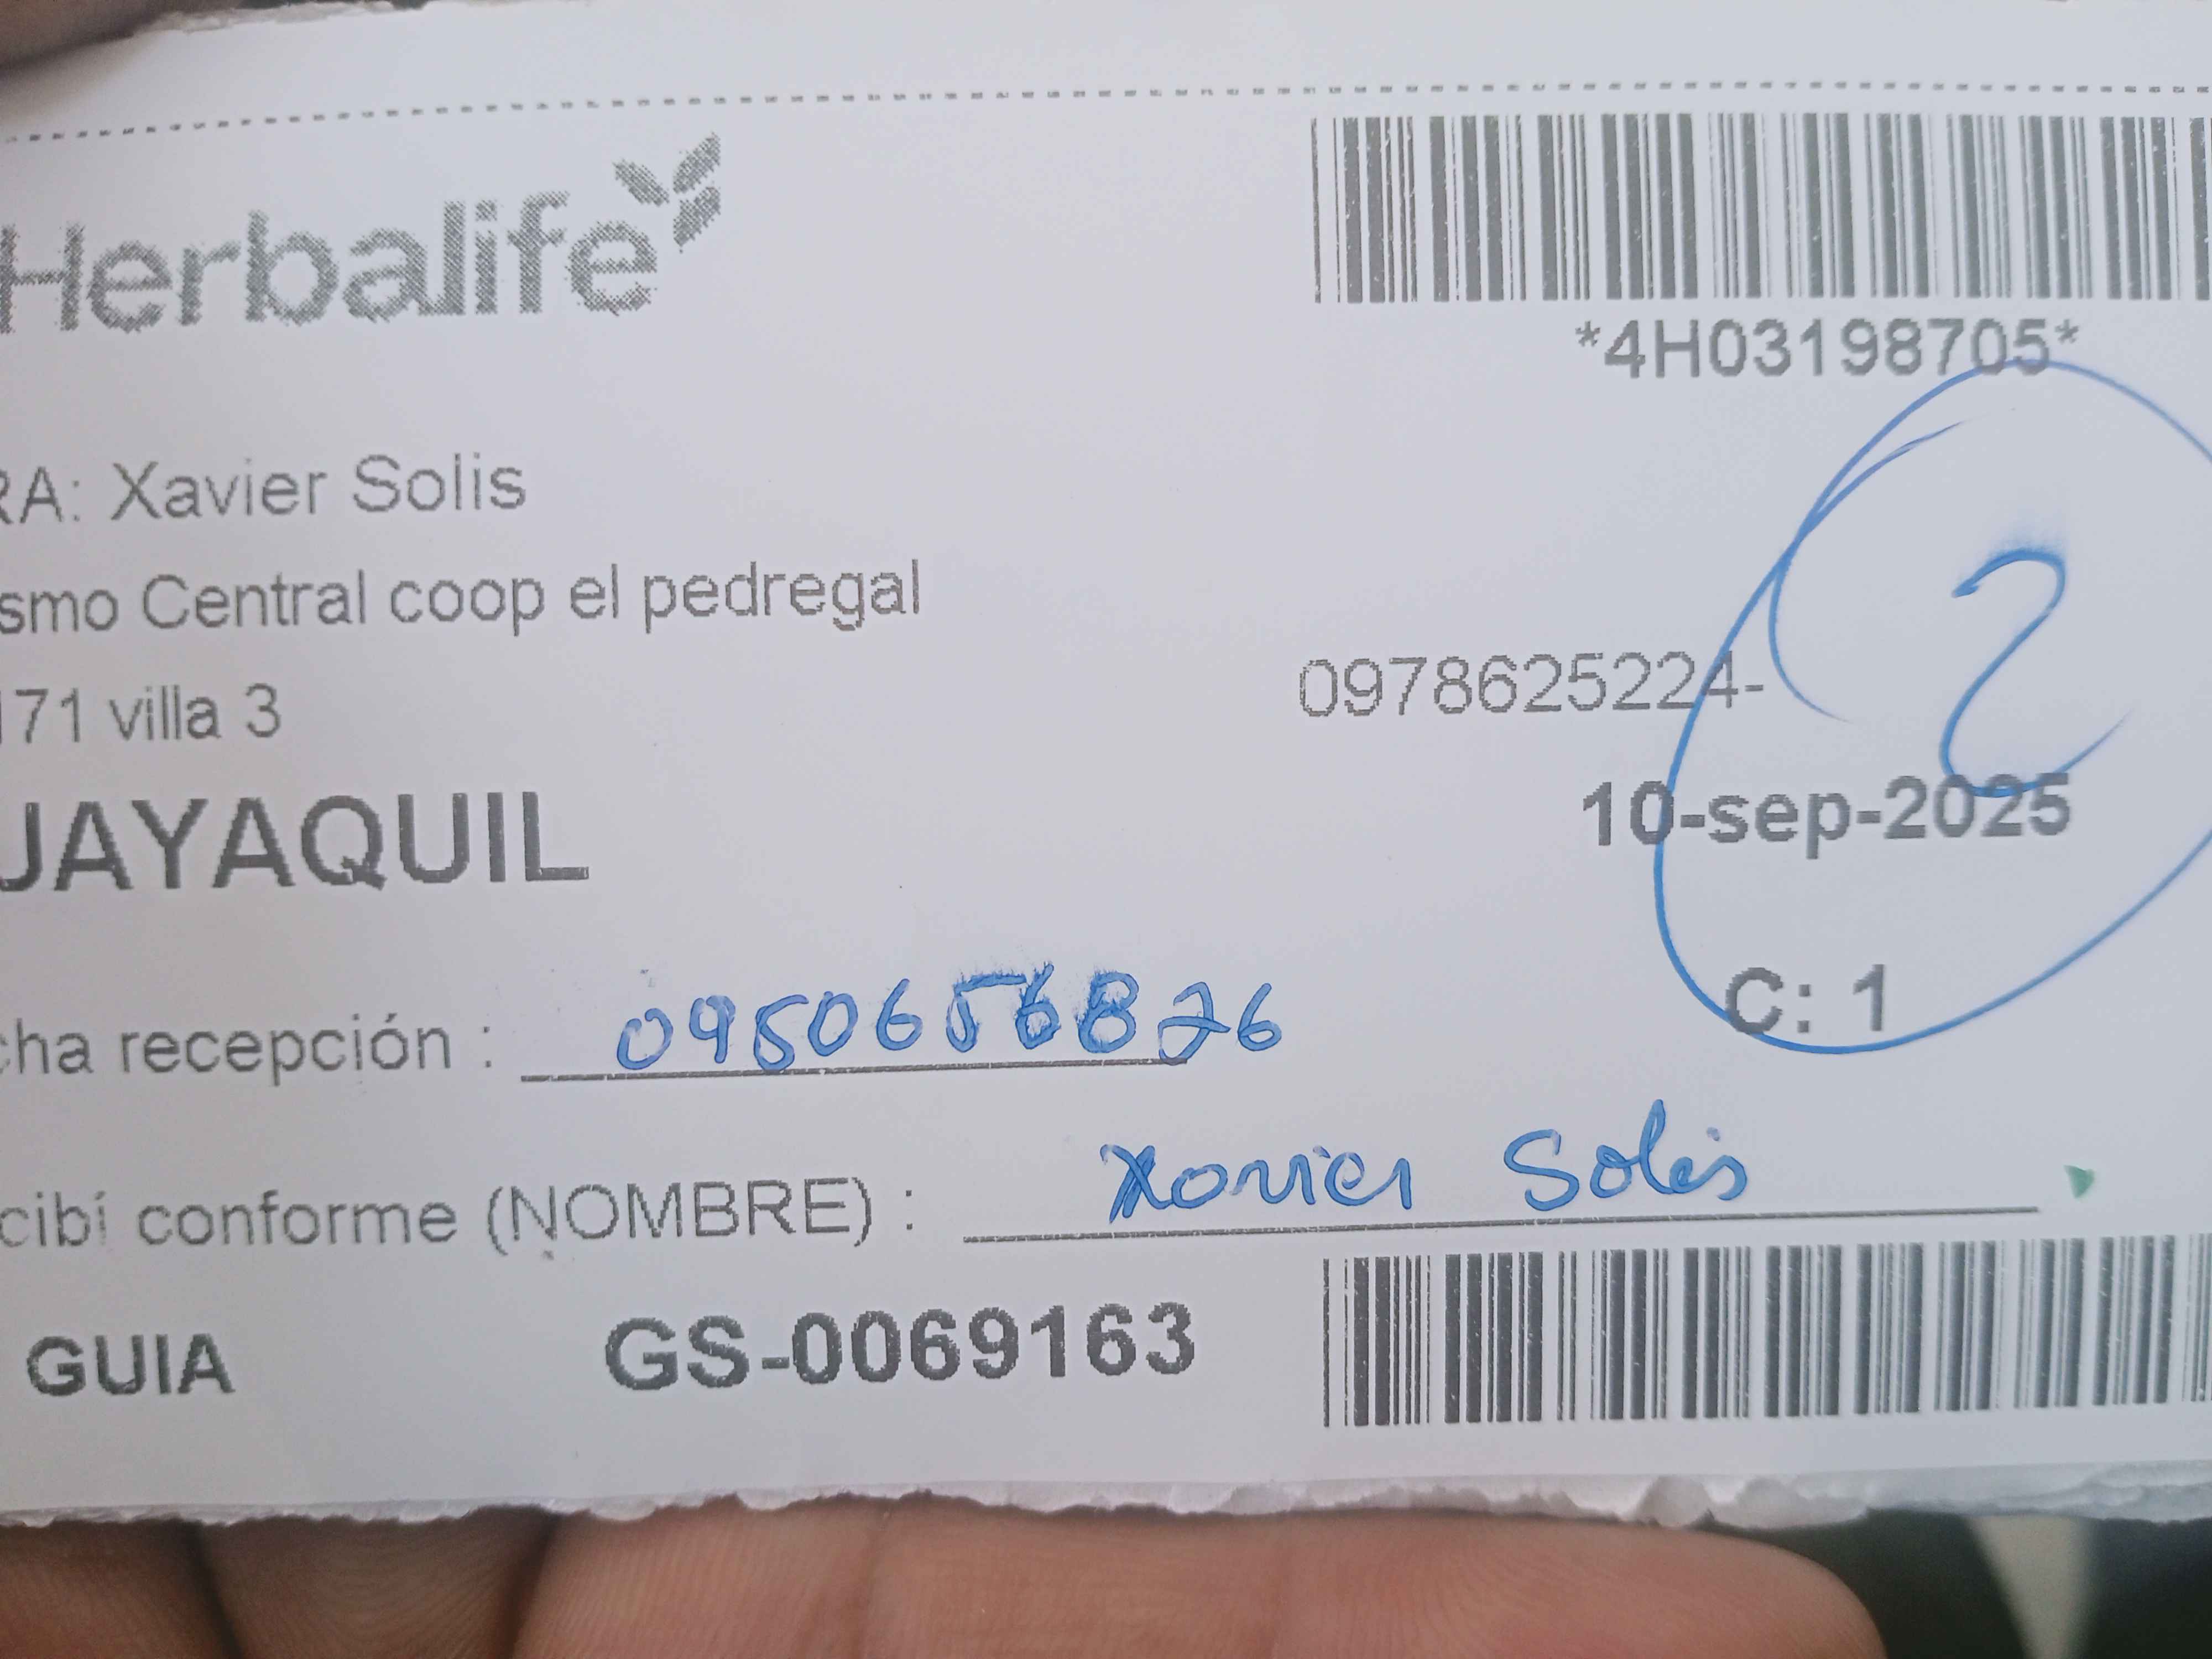 Herbalife
*4H03198705*
RA: Xavier Solis
smo Central coop el pedregal
171 villa 3
0978625224-
2
JAYAQUIL
10-sep-2025
C: 1
cha recepción : 0950656826
cibí conforme (NOMBRE) : Xavier Solis
GUIA GS-0069163